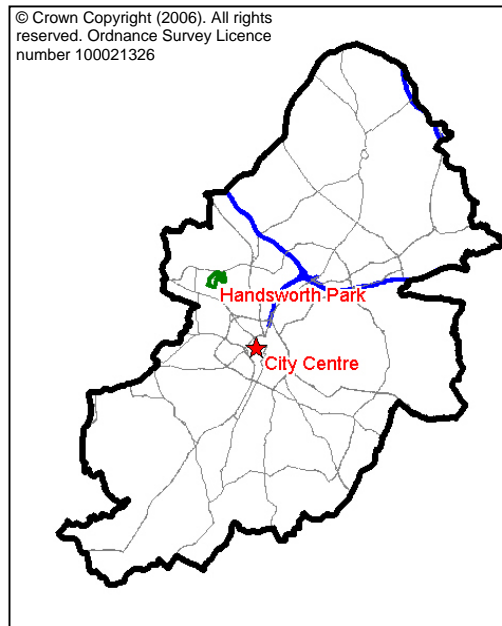 © Crown Copyright (2006). All rights
reserved. Ordnance Survey Licence
number 100021326
Handsworth Park
City Centre